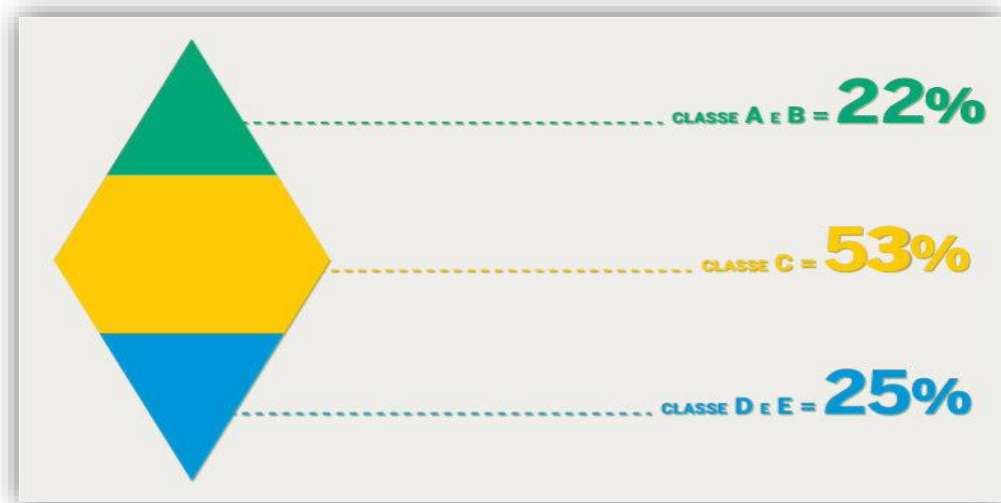 CLASSE A E B = 22%
CLASSE C = 53%
CLASSE D E E = 25%